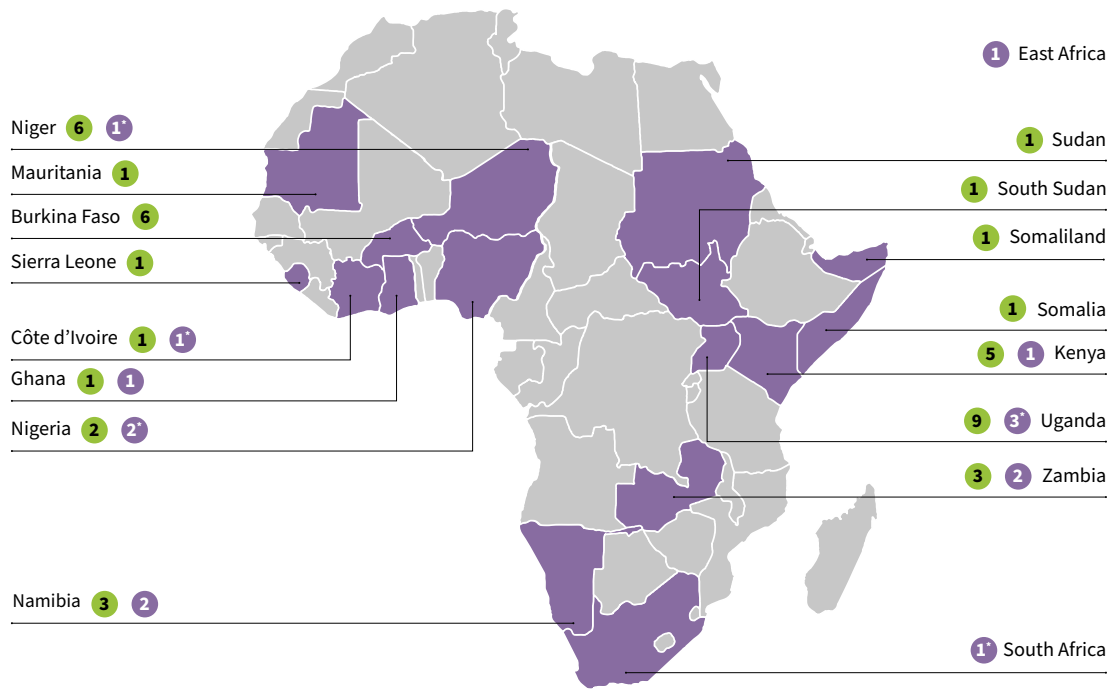 Niger 6 1*
Mauritania 1
Burkina Faso 6
Sierra Leone 1
Côte d’Ivoire 1 1*
Ghana 1 1
Nigeria 2 2*
Namibia 3 2
1 East Africa
1 Sudan
1 South Sudan
1 Somaliland
1 Somalia
5 1 Kenya
9 3* Uganda
3 2 Zambia
1* South Africa